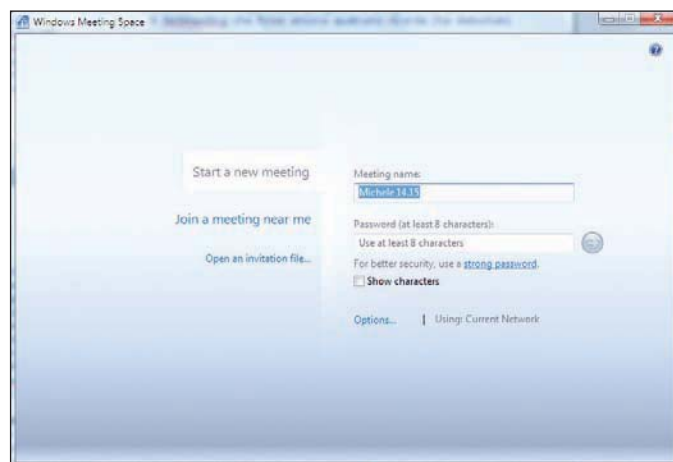 Windows Meeting Space
Start a new meeting
Join a meeting near me
Open an invitation file...
Meeting name:
Michele 14.15
Password (at least 8 characters):
Use at least 8 characters
For better security, use a strong password.
Show characters
Options... | Using: Current Network